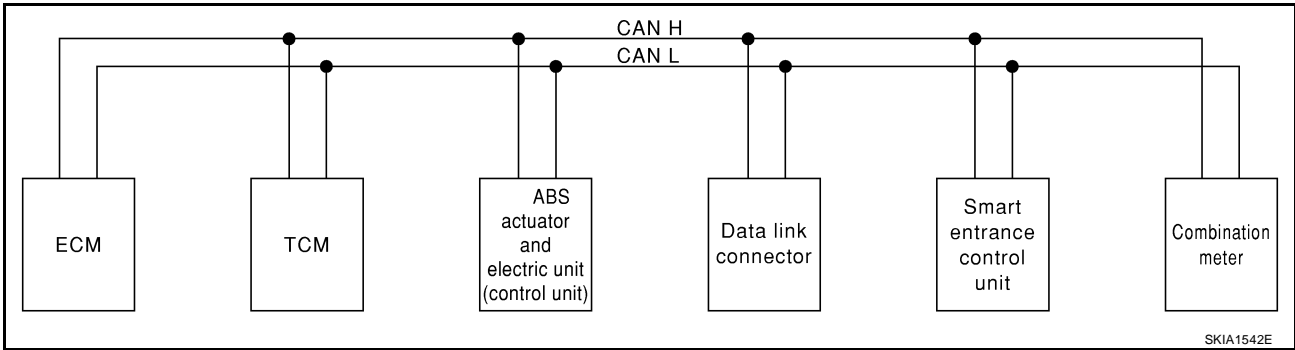 CAN H
CAN L
ECM
TCM
ABS
actuator
and
electric unit
(control unit)
Data link
connector
Smart
entrance
control
unit
Combination
meter
SKIA1542E